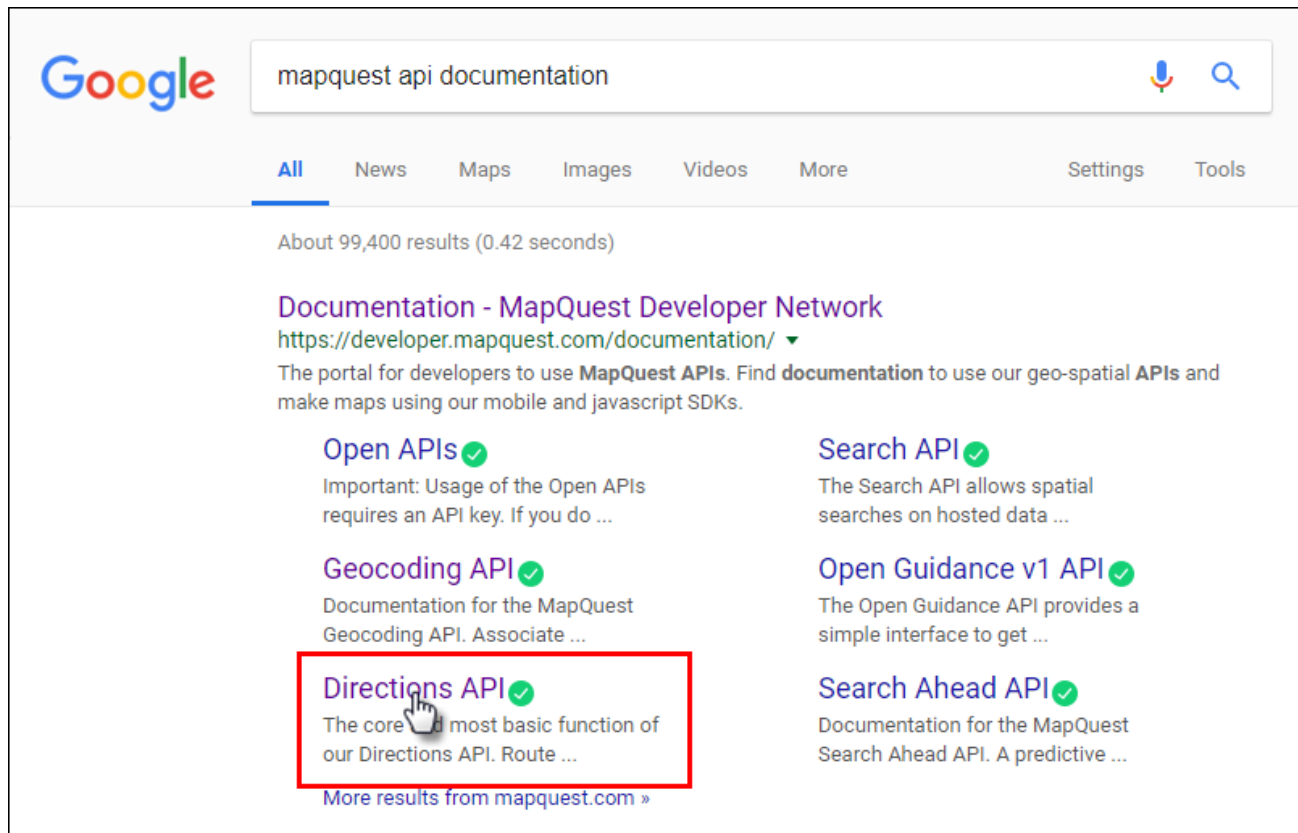 Google
mapquest api documentation
All News Maps Images Videos More Settings Tools
About 99,400 results (0.42 seconds)
Documentation - MapQuest Developer Network
https://developer.mapquest.com/documentation/
The portal for developers to use MapQuest APIs. Find documentation to use our geo-spatial APIs and
make maps using our mobile and javascript SDKs.
Open APIs
Important: Usage of the Open APIs
requires an API key. If you do ...
Search API
The Search API allows spatial
searches on hosted data ...
Geocoding API
Documentation for the MapQuest
Geocoding API. Associate ...
Open Guidance v1 API
The Open Guidance API provides a
simple interface to get ...
Directions API
The core and most basic function of
our Directions API. Route ...
Search Ahead API
Documentation for the MapQuest
Search Ahead API. A predictive ...
More results from mapquest.com »